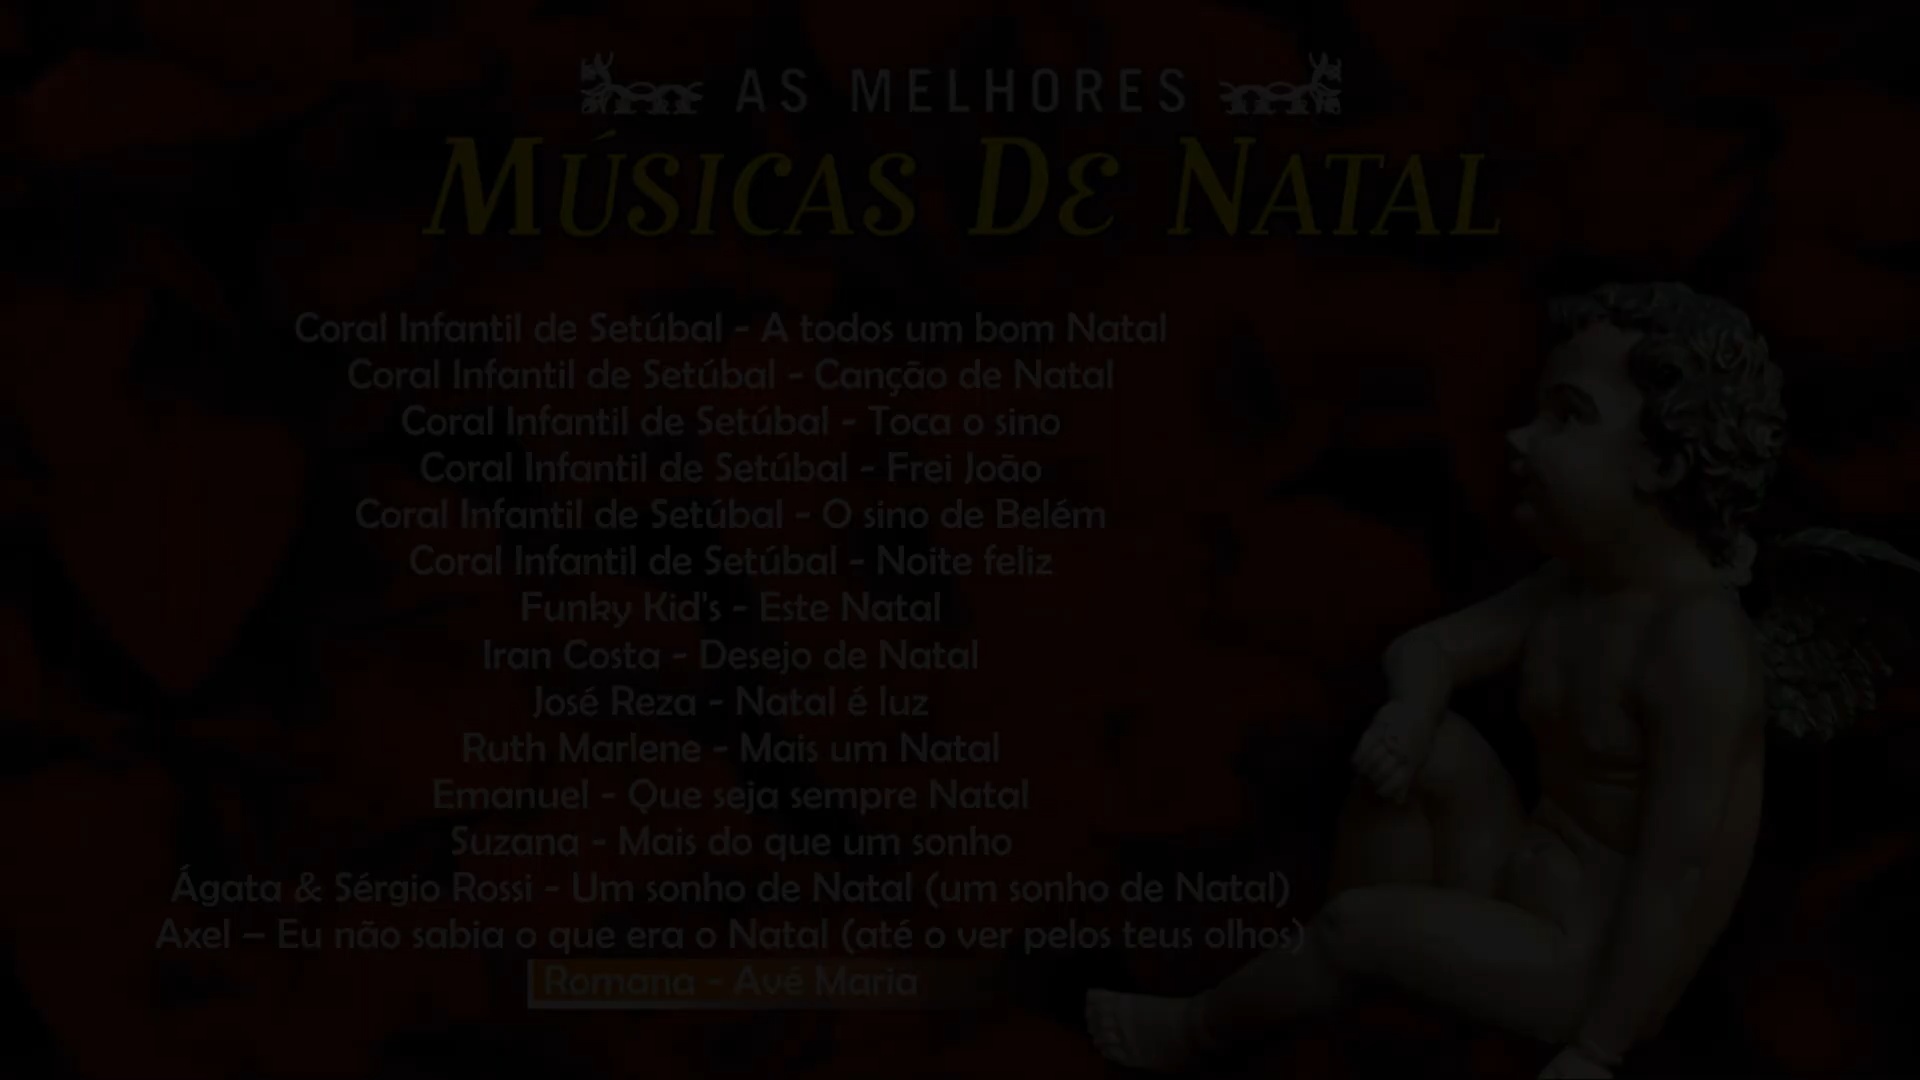 AS MELHORES
MÚSICAS DE NATAL
Coral Infantil de Setúbal - A todos um bom Natal
Coral Infantil de Setúbal - Canção de Natal
Coral Infantil de Setúbal - Toca o sino
Coral Infantil de Setúbal - Frei João
Coral Infantil de Setúbal - O sino de Belém
Coral Infantil de Setúbal - Noite feliz
Funky Kid's - Este Natal
Iran Costa - Desejo de Natal
José Reza - Natal é luz
Ruth Marlene - Mais um Natal
Emanuel - Que seja sempre Natal
Suzana - Mais do que um sonho
Ágata & Sérgio Rossi - Um sonho de Natal (um sonho de Natal)
Axel – Eu não sabia o que era o Natal (até o ver pelos teus olhos)
Romana - Avé Maria